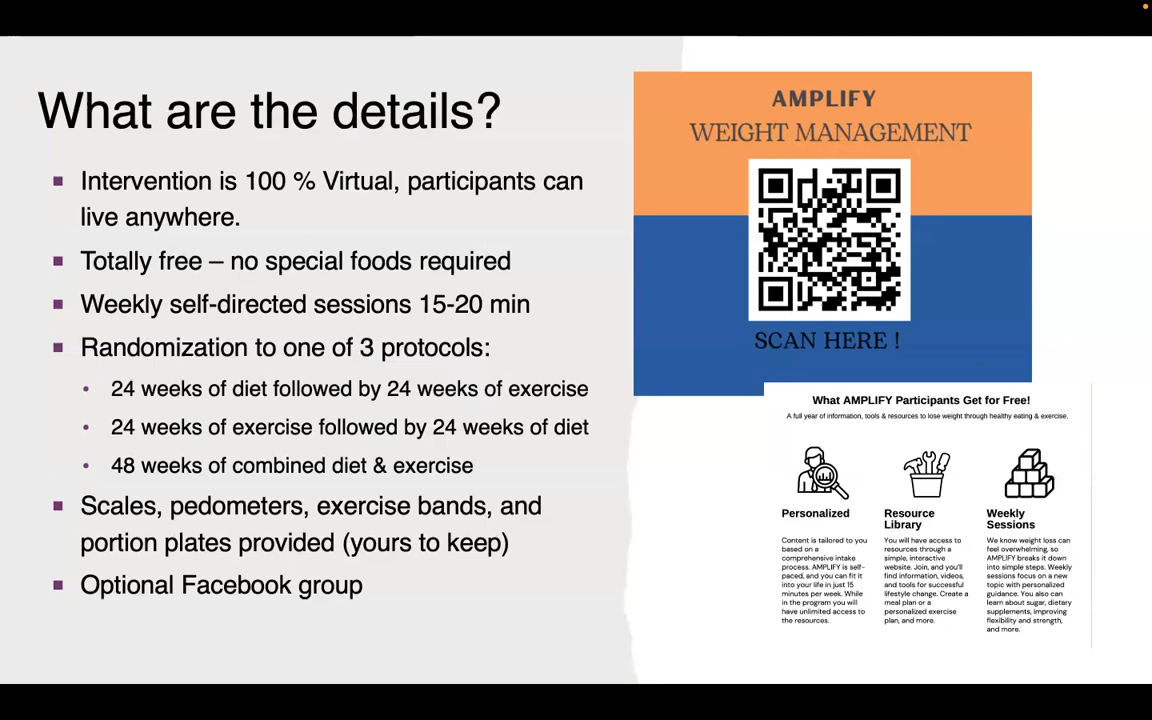 What are the details?
▪ Intervention is 100 % Virtual, participants can
live anywhere.
▪ Totally free – no special foods required
▪ Weekly self-directed sessions 15-20 min
▪ Randomization to one of 3 protocols:
• 24 weeks of diet followed by 24 weeks of exercise
• 24 weeks of exercise followed by 24 weeks of diet
• 48 weeks of combined diet & exercise
▪ Scales, pedometers, exercise bands, and
portion plates provided (yours to keep)
▪ Optional Facebook group
AMPLIFY
WEIGHT MANAGEMENT
SCAN HERE !
What AMPLIFY Participants Get for Free!
A full year of information, tools & resources to lose weight through healthy eating & exercise.
Personalized
Content is tailored to you
based on a
comprehensive intake
process. AMPLIFY is self-
paced, and you can fit it
into your life in just 15
minutes per week. While
in the program you will
have unlimited access to
the resources.
Resource
Library
You will have access to
resources through a
simple, interactive
website. Join, and you'll
find information, videos,
and tools for successful
lifestyle change. Create a
meal plan or a
personalized exercise
plan, and more.
Weekly
Sessions
We know weight loss can
feel overwhelming, so
AMPLIFY breaks it down
into simple steps. Weekly
sessions focus on a new
topic with personalized
guidance. You also can
learn about sugar, dietary
supplements, improving
flexibility and strength,
and more.